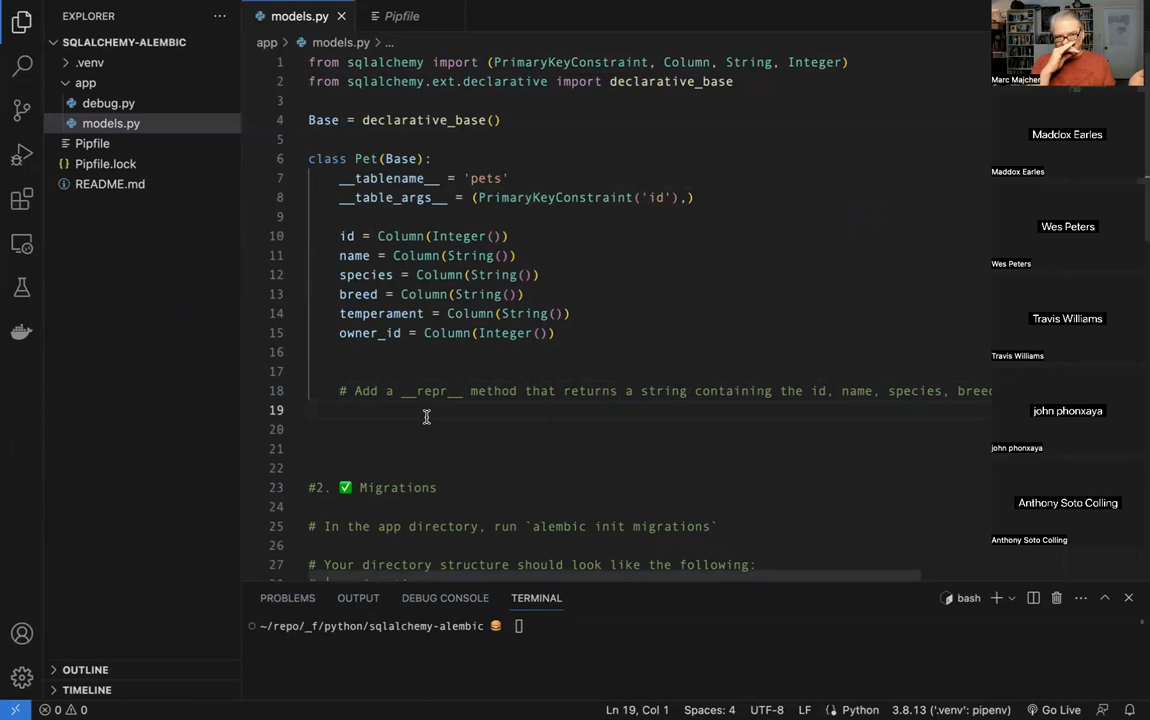 EXPLORER
SQLALCHEMY-ALEMBIC
.venv
app
debug.py
models.py
Pipfile
Pipfile.lock
README.md
OUTLINE
TIMELINE
models.py
Pipfile
app > models.py > ...
1 from sqlalchemy import (PrimaryKeyConstraint, Column, String, Integer)
2 from sqlalchemy.ext.declarative import declarative_base
3
4 Base = declarative_base()
5
6 class Pet(Base):
7 __tablename__ = 'pets'
8 __table_args__ = (PrimaryKeyConstraint('id'),)
9
10 id = Column(Integer())
11 name = Column(String())
12 species = Column(String())
13 breed = Column(String())
14 temperament = Column(String())
15 owner_id = Column(Integer())
16
17
18 # Add a __repr__ method that returns a string containing the id, name, species, breed
19
20
21
22
23 #2. ✅ Migrations
24
25 # In the app directory, run `alembic init migrations`
26
27 # Your directory structure should look like the following:
PROBLEMS OUTPUT DEBUG CONSOLE TERMINAL
bash
~/repo/_f/python/sqlalchemy-alembic 🍔
Marc Majcher
Maddox Earles
Maddox Earles
Wes Peters
Wes Peters
Travis Williams
Travis Williams
john phonxaya
john phonxaya
Anthony Soto Colling
Anthony Soto Colling
0 0
Ln 19, Col 1 Spaces: 4 UTF-8 LF Python 3.8.13 ('.venv': pipenv) Go Live